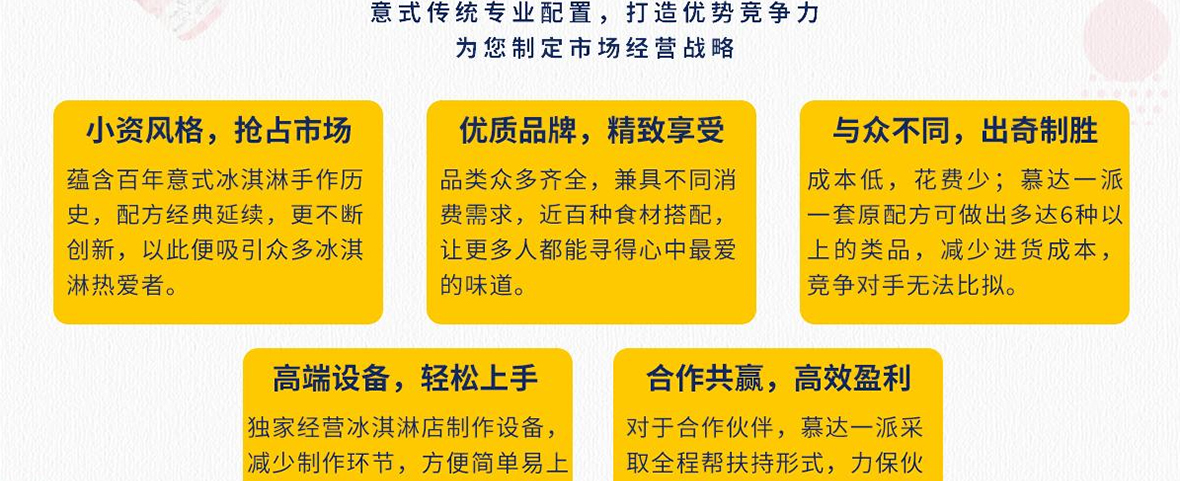 意式传统专业配置，打造优势竞争力
为您制定市场经营战略
小资风格，抢占市场
蕴含百年意式冰淇淋手作历
史，配方经典延续，更不断
创新，以此便吸引众多冰淇
淋热爱者。
优质品牌，精致享受
品类众多齐全，兼具不同消
费需求，近百种食材搭配，
让更多人都能寻得心中最爱
的味道。
与众不同，出奇制胜
成本低，花费少；慕达一派
一套原配方可做出多达6种以
上的类品，减少进货成本，
竞争对手无法比拟。
高端设备，轻松上手
独家经营冰淇淋店制作设备，
减少制作环节，方便简单易上
合作共赢，高效盈利
对于合作伙伴，慕达一派采
取全程帮扶持形式，力保伙